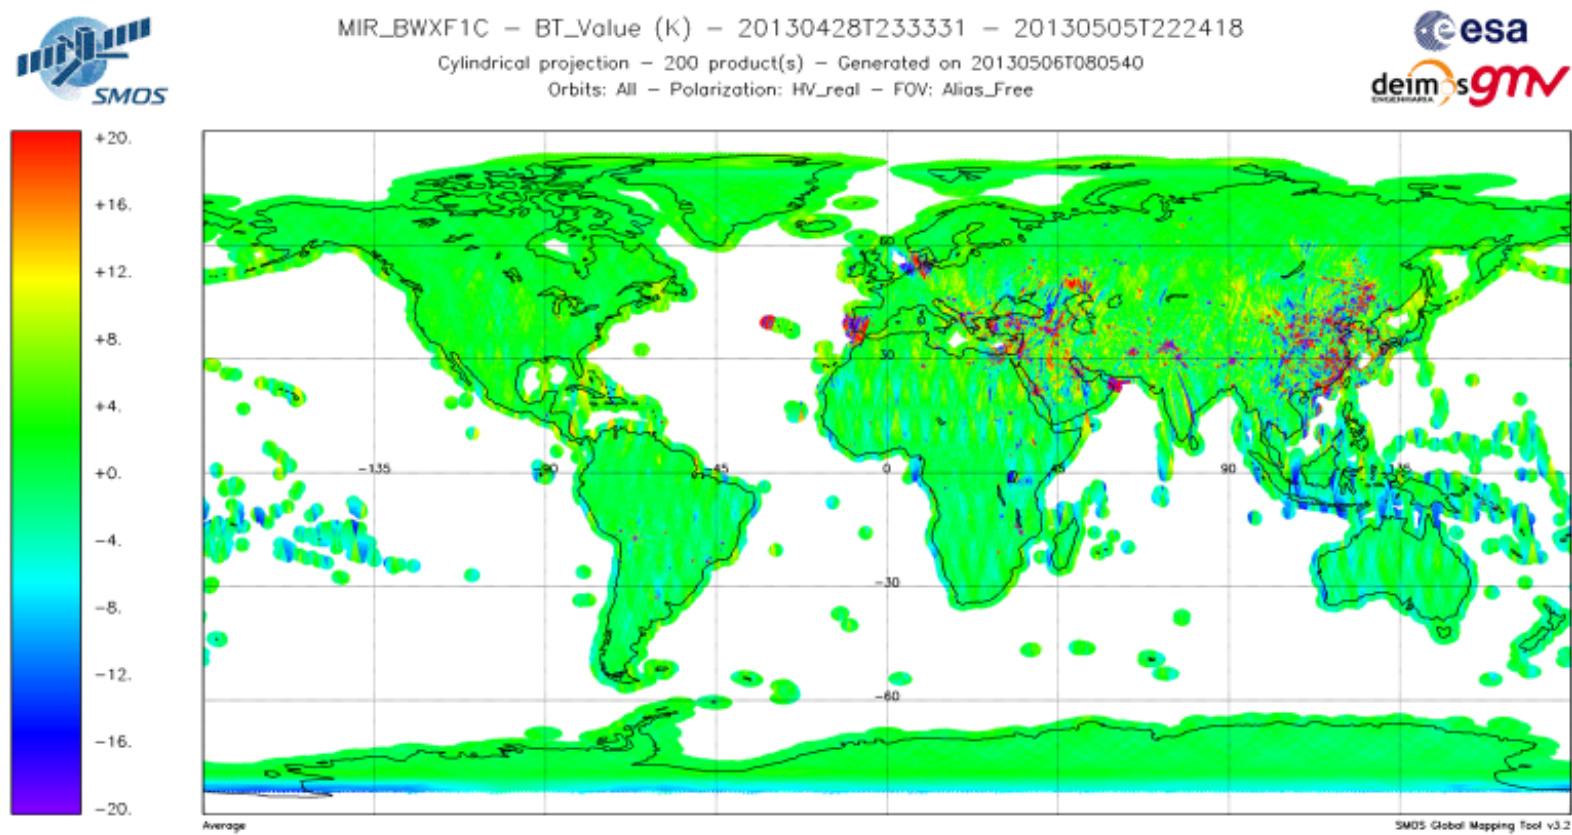 MIR_BWXF1C – BT_Value (K) – 20130428T233331 – 20130505T222418
Cylindrical projection – 200 product(s) – Generated on 20130506T080540
Orbits: All – Polarization: HV_real – FOV: Alias_Free
SMOS
esa
deimos
ENGENHARIA
gmv
+20.
+16.
+12.
+8.
+4.
+0.
−4.
−8.
−12.
−16.
−20.
30
−135
−90
−45
0
45
90
135
−30
−60
Average
SMOS Global Mapping Tool v3.2